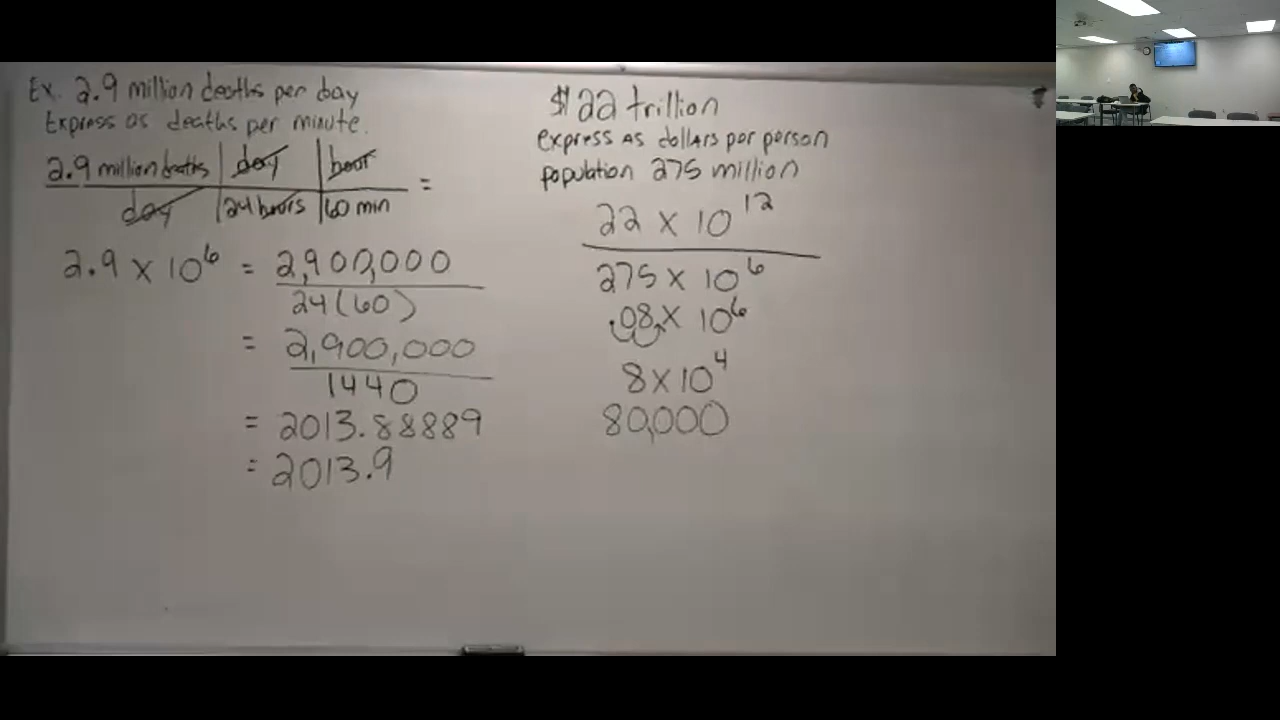 Ex. 2.9 million deaths per day
Express as deaths per minute.
2.9 million deaths | day | hour =
day | 24 hours | 60 min
2.9 x 10^6 = 2,900,000
24(60)
= 2,900,000
1440
= 2013.88889
= 2013.9
$22 trillion
express as dollars per person
population 275 million
22 x 10^12
275 x 10^6
.08 x 10^6
8 x 10^4
80,000